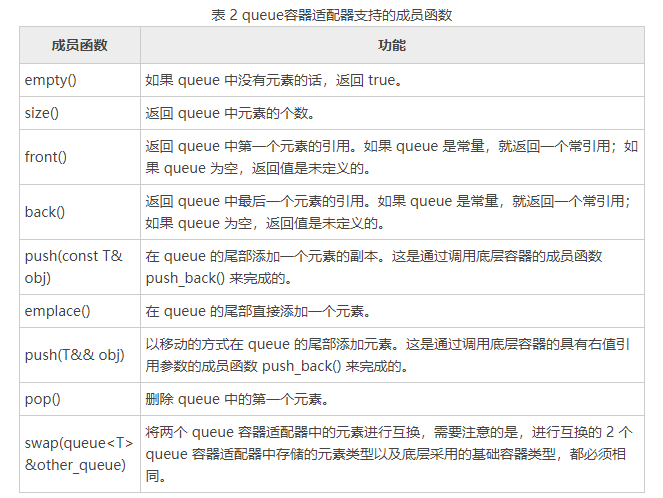 表 2 queue容器适配器支持的成员函数
成员函数 功能
empty() 如果 queue 中没有元素的话，返回 true。
size() 返回 queue 中元素的个数。
front() 返回 queue 中第一个元素的引用。如果 queue 是常量，就返回一个常引用；如
果 queue 为空，返回值是未定义的。
back() 返回 queue 中最后一个元素的引用。如果 queue 是常量，就返回一个常引用；
如果 queue 为空，返回值是未定义的。
push(const T& 在 queue 的尾部添加一个元素的副本。这是通过调用底层容器的成员函数
obj) push_back() 来完成的。
emplace() 在 queue 的尾部直接添加一个元素。
push(T&& obj) 以移动的方式在 queue 的尾部添加元素。这是通过调用底层容器的具有右值引
用参数的成员函数 push_back() 来完成的。
pop() 删除 queue 中的第一个元素。
swap(queue<T> 将两个 queue 容器适配器中的元素进行互换，需要注意的是，进行互换的 2 个
&other_queue) queue 容器适配器中存储的元素类型以及底层采用的基础容器类型，都必须相
同。